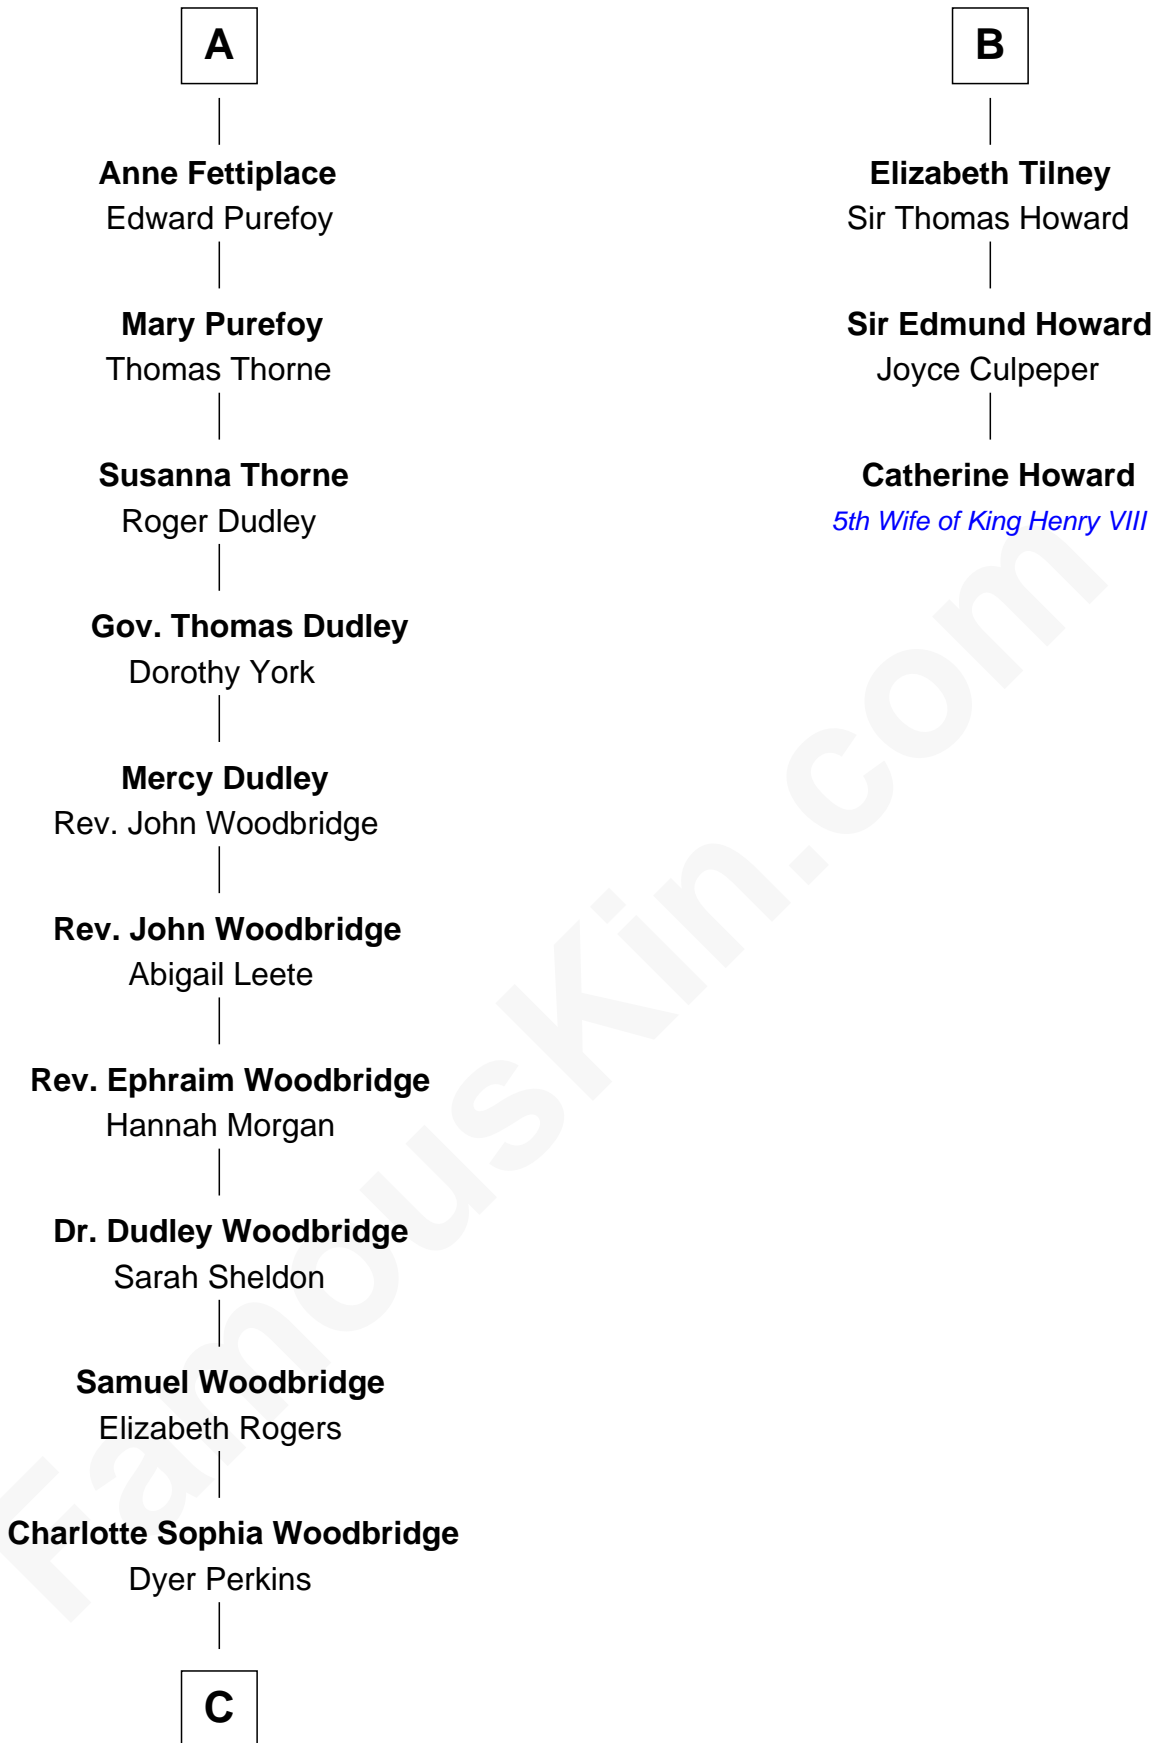 A
Anne Fettiplace
Edward Purefoy
Mary Purefoy
Thomas Thorne
Susanna Thorne
Roger Dudley
Gov. Thomas Dudley
Dorothy York
Mercy Dudley
Rev. John Woodbridge
Rev. John Woodbridge
Abigail Leete
Rev. Ephraim Woodbridge
Hannah Morgan
Dr. Dudley Woodbridge
Sarah Sheldon
Samuel Woodbridge
Elizabeth Rogers
Charlotte Sophia Woodbridge
Dyer Perkins
C
B
Elizabeth Tilney
Sir Thomas Howard
Sir Edmund Howard
Joyce Culpeper
Catherine Howard
5th Wife of King Henry VIII
FamousKin.com